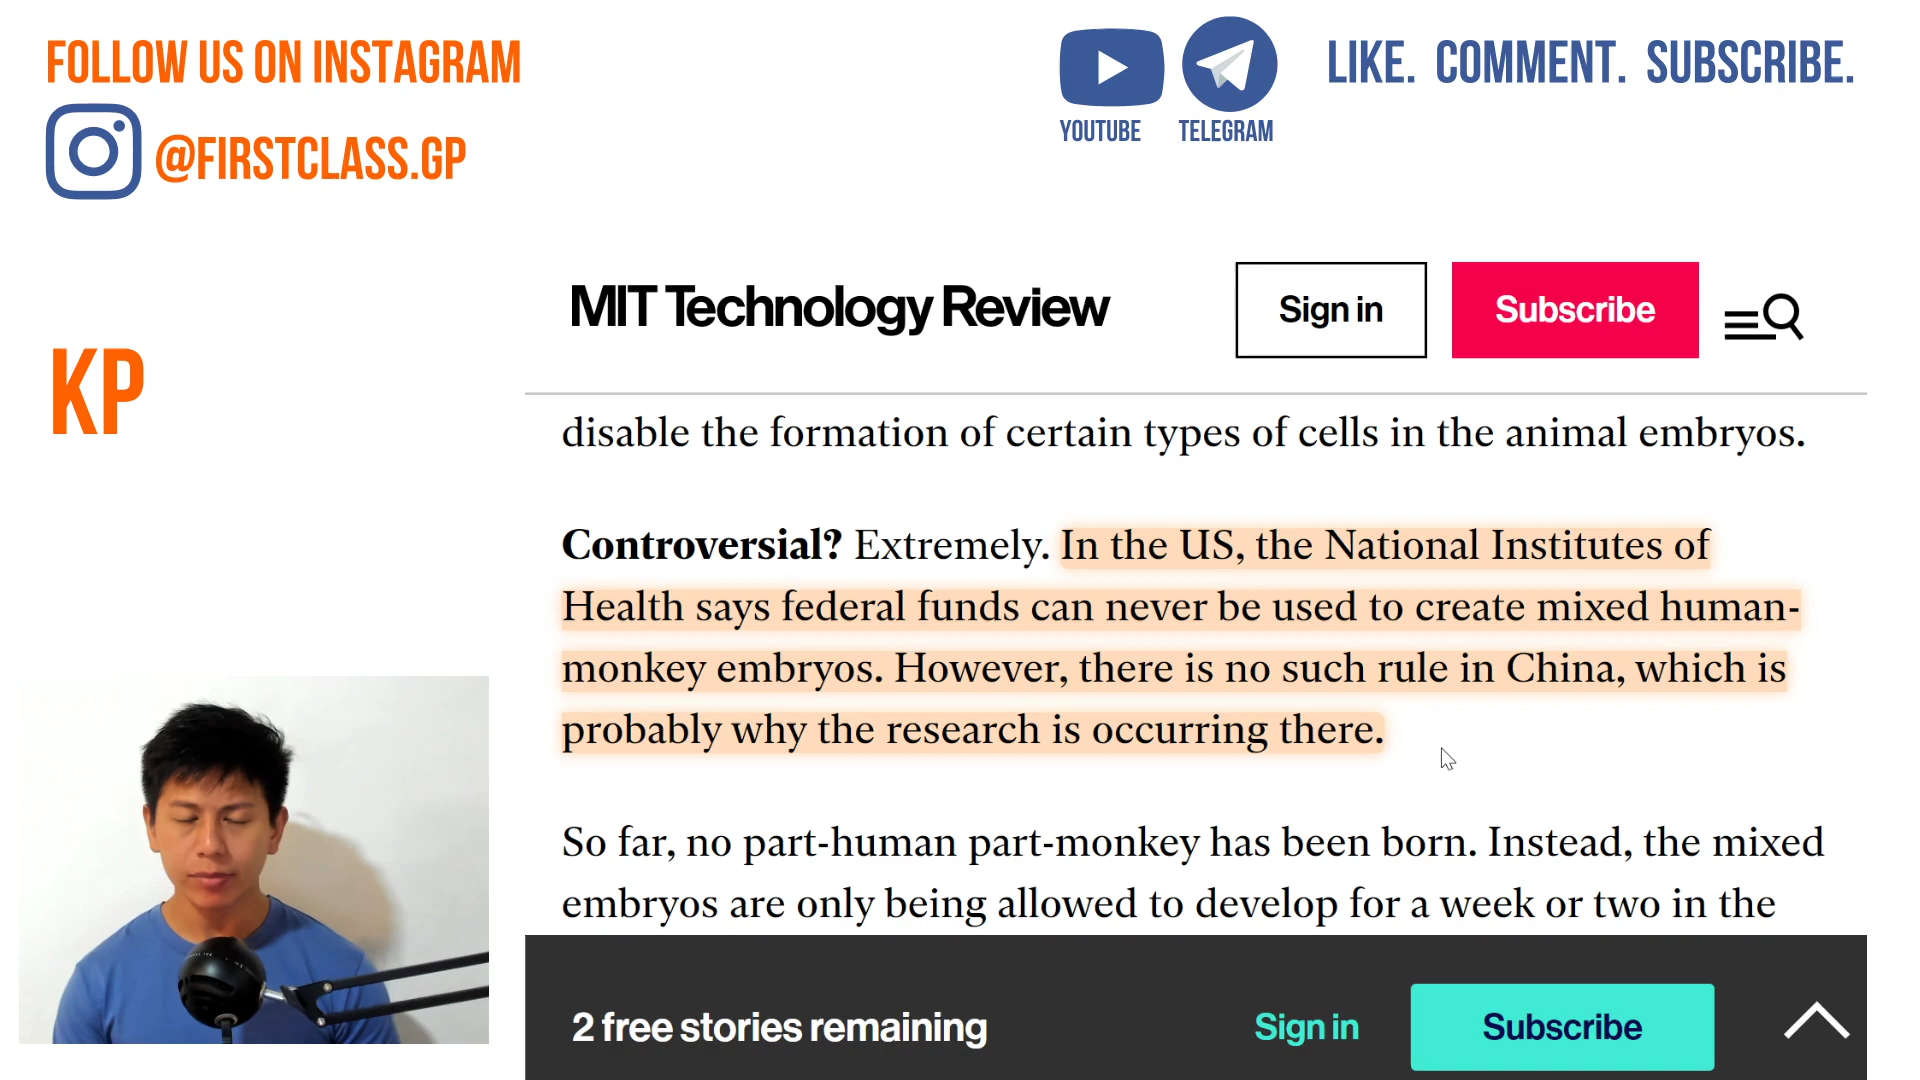 FOLLOW US ON INSTAGRAM
@FIRSTCLASS.GP
YOUTUBE
TELEGRAM
LIKE. COMMENT. SUBSCRIBE.
KP
MIT Technology Review
Sign in
Subscribe
disable the formation of certain types of cells in the animal embryos.
Controversial? Extremely. In the US, the National Institutes of
Health says federal funds can never be used to create mixed human-
monkey embryos. However, there is no such rule in China, which is
probably why the research is occurring there.
So far, no part-human part-monkey has been born. Instead, the mixed
embryos are only being allowed to develop for a week or two in the
2 free stories remaining
Sign in
Subscribe